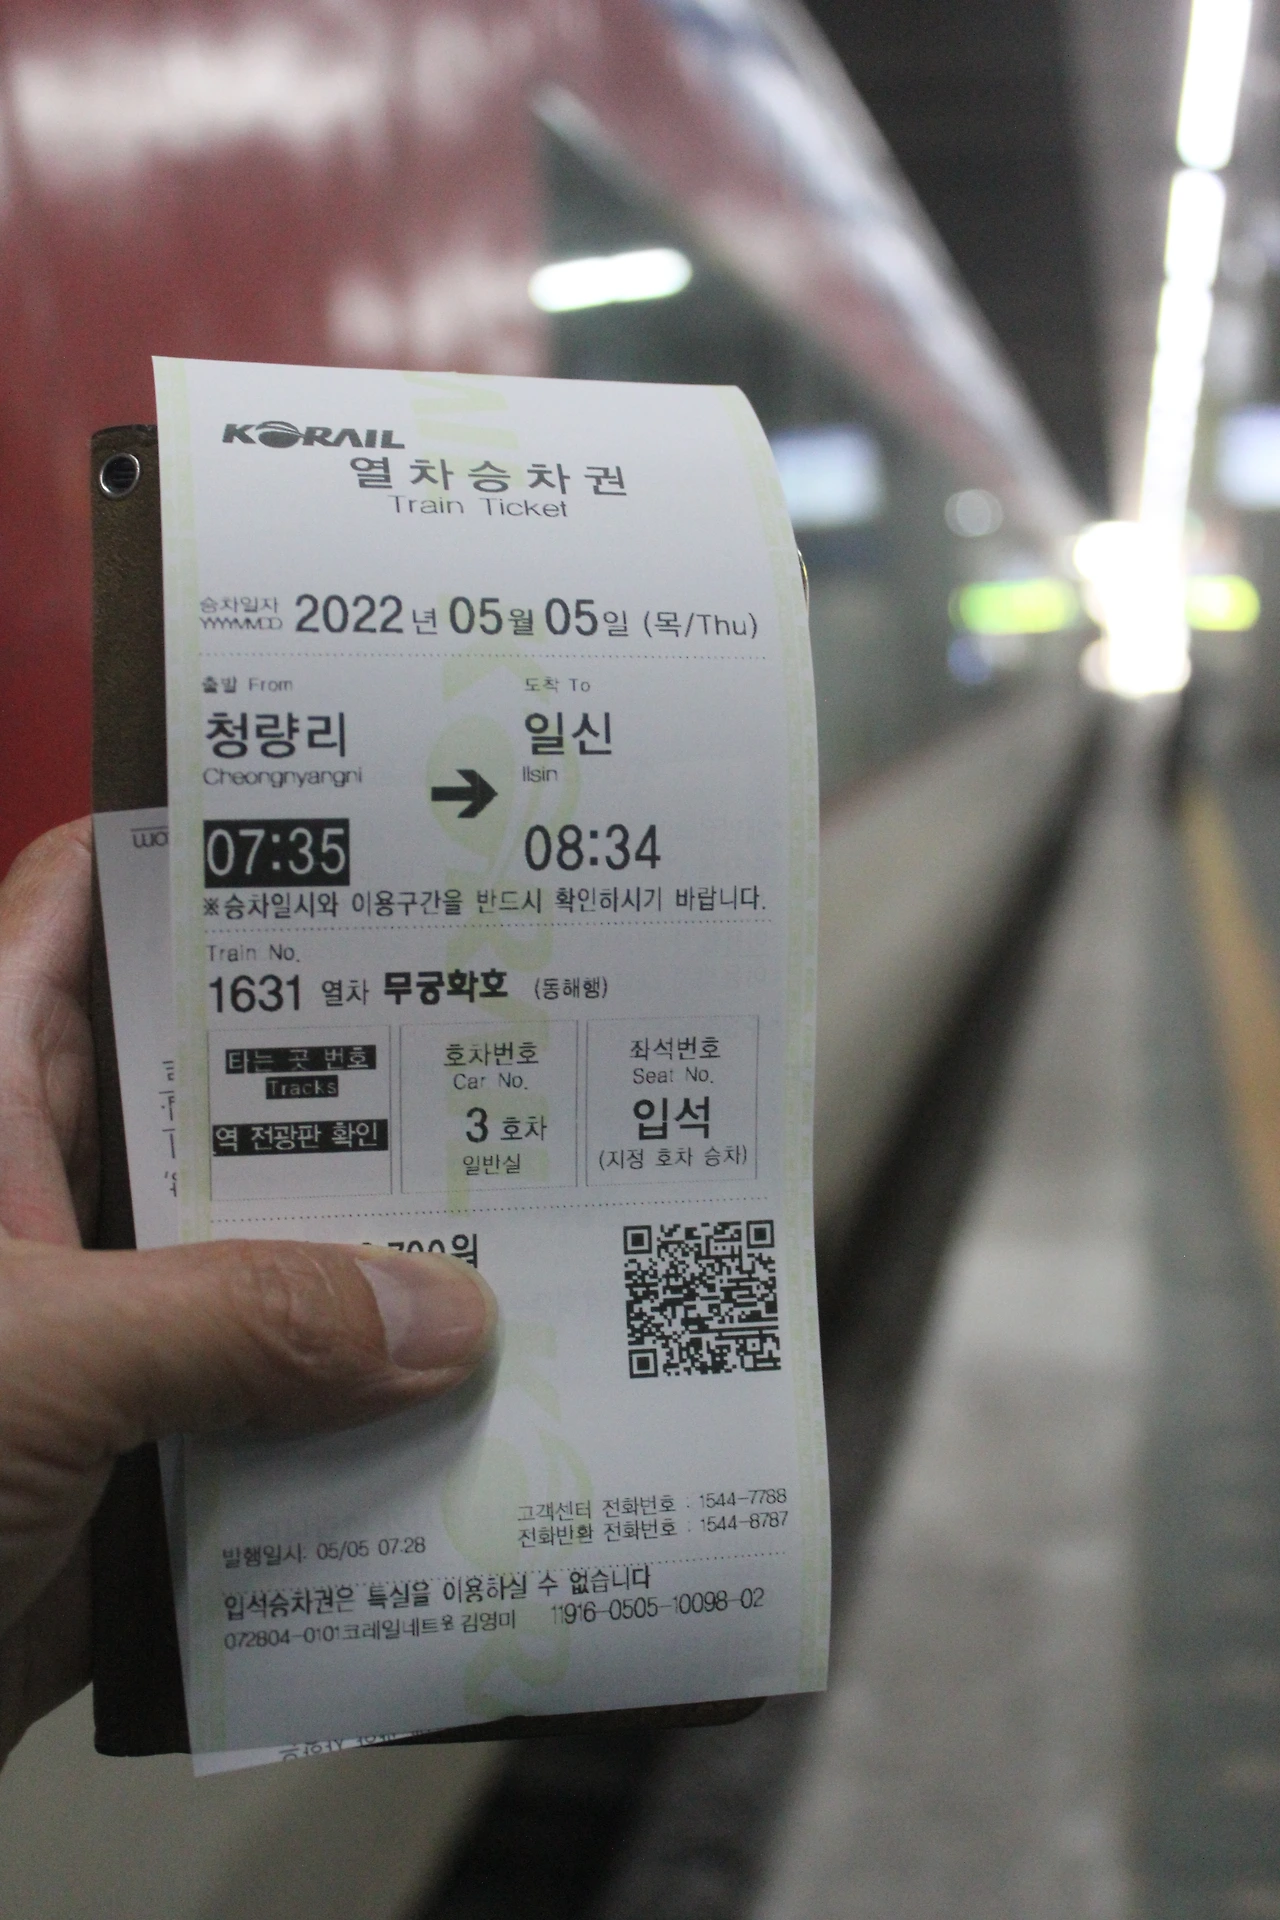 KORAIL
열차승차권
Train Ticket
승차일자
YYYYMMDD
2022년 05월 05일 (목/Thu)
출발 From
도착 To
청량리
일신
Cheongnyangni
Ilsin
07:35
08:34
※승차일시와 이용구간을 반드시 확인하시기 바랍니다.
Train No.
1631 열차 무궁화호 (동해행)
타는 곳 번호
Tracks
역 전광판 확인
호차번호
Car No.
3 호차
일반실
좌석번호
Seat No.
입석
(지정 호차 승차)
700원
고객센터 전화번호 : 1544-7788
전화반환 전화번호 : 1544-8787
발행일시: 05/05 07:28
입석승차권은 특실을 이용하실 수 없습니다
072804-0101코레일네트웍 김영미 11916-0505-10098-02